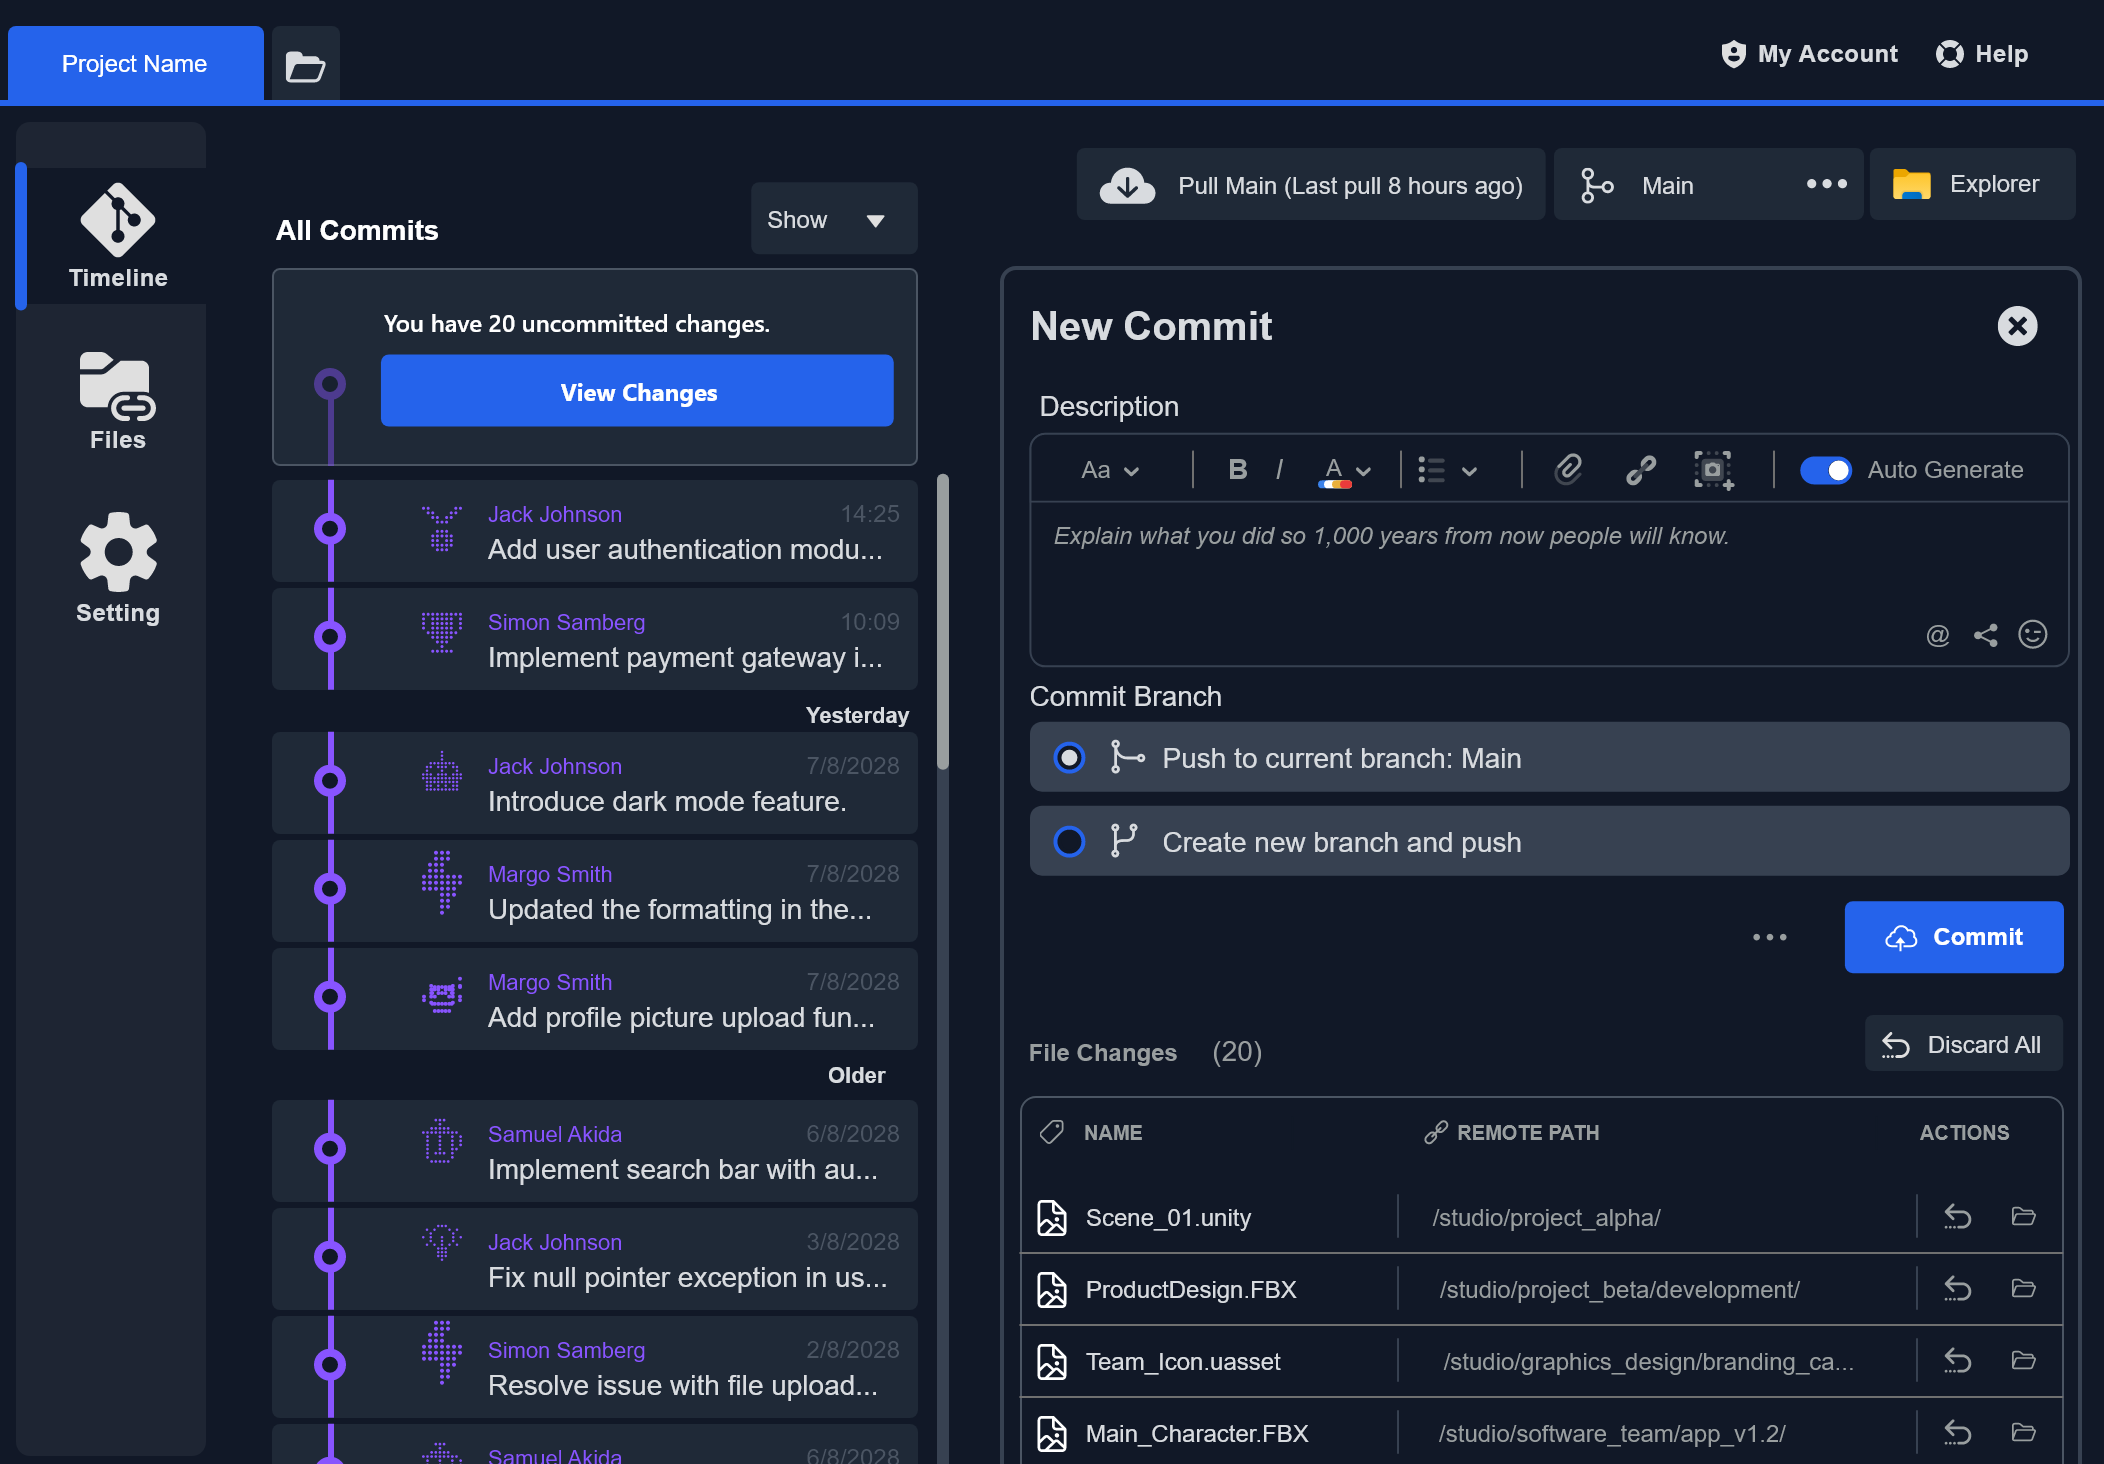 Project Name
My Account
Help
Timeline
Files
Setting
All Commits
Show
You have 20 uncommitted changes.
View Changes
Jack Johnson
14:25
Add user authentication modu...
Simon Samberg
10:09
Implement payment gateway i...
Yesterday
Jack Johnson
7/8/2028
Introduce dark mode feature.
Margo Smith
7/8/2028
Updated the formatting in the...
Margo Smith
7/8/2028
Add profile picture upload fun...
Older
Samuel Akida
6/8/2028
Implement search bar with au...
Jack Johnson
3/8/2028
Fix null pointer exception in us...
Simon Samberg
2/8/2028
Resolve issue with file upload...
Samuel Akida
6/8/2028
Pull Main (Last pull 8 hours ago)
Main
Explorer
New Commit
Description
Aa
B
I
A
Auto Generate
Explain what you did so 1,000 years from now people will know.
@
Commit Branch
Push to current branch: Main
Create new branch and push
Commit
File Changes (20)
Discard All
NAME
REMOTE PATH
ACTIONS
Scene_01.unity
/studio/project_alpha/
ProductDesign.FBX
/studio/project_beta/development/
Team_Icon.uasset
/studio/graphics_design/branding_ca...
Main_Character.FBX
/studio/software_team/app_v1.2/